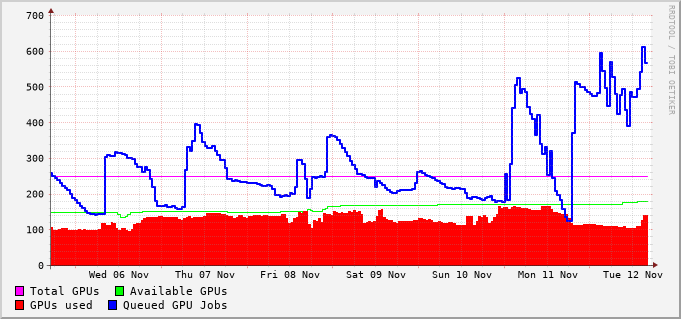 700
600
500
400
300
200
100
0
Wed 06 Nov Thu 07 Nov Fri 08 Nov Sat 09 Nov Sun 10 Nov Mon 11 Nov Tue 12 Nov
Total GPUs Available GPUs
GPUs used Queued GPU Jobs
RRDTOOL / TOBI OETIKER